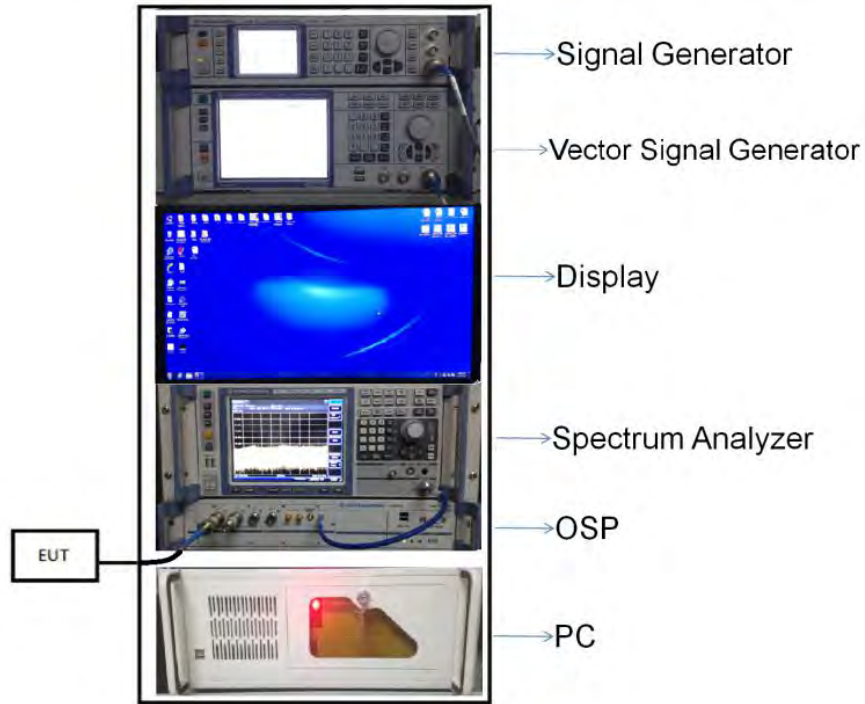 Signal Generator
Vector Signal Generator
Display
Spectrum Analyzer
OSP
EUT
PC